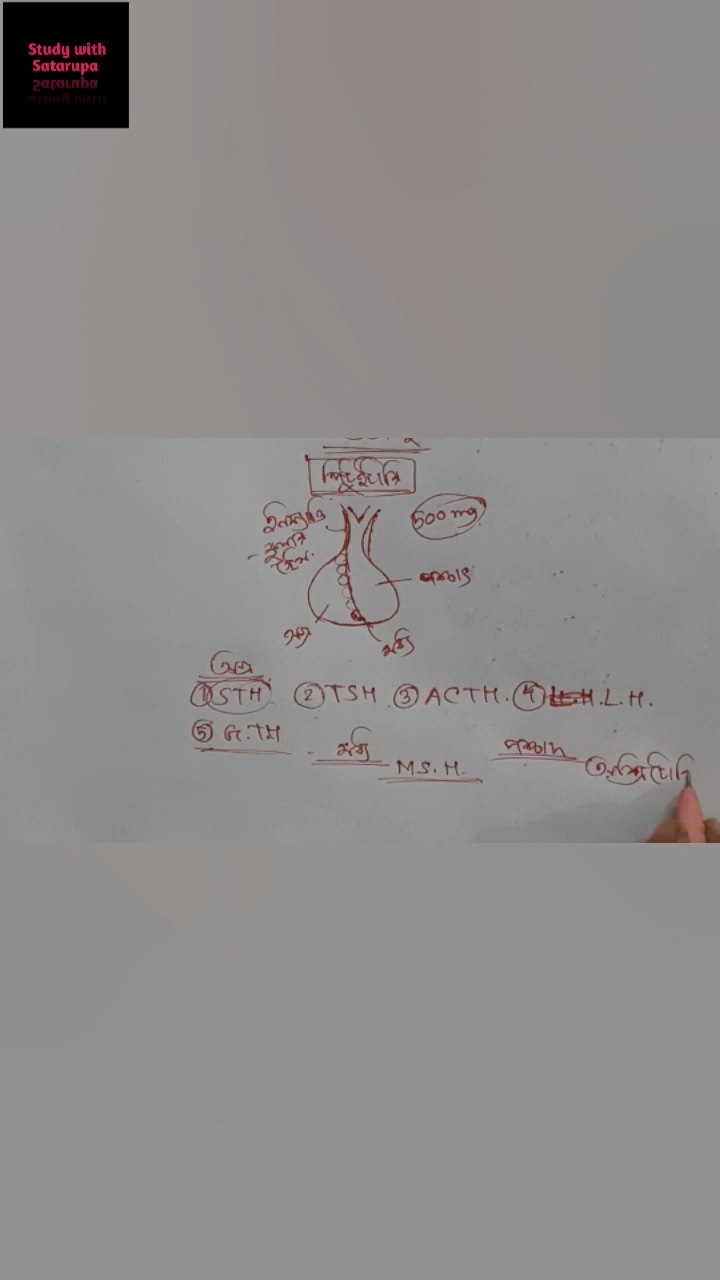 Study with
Satarupa
পিটুইটারি
500 mg
পশ্চাৎ
অগ্র
মধ্য
অগ্র
① STH ② TSH ③ ACTH. ④ L.H.
⑤ G.TH
মধ্য
পশ্চাদ
M.S.H.